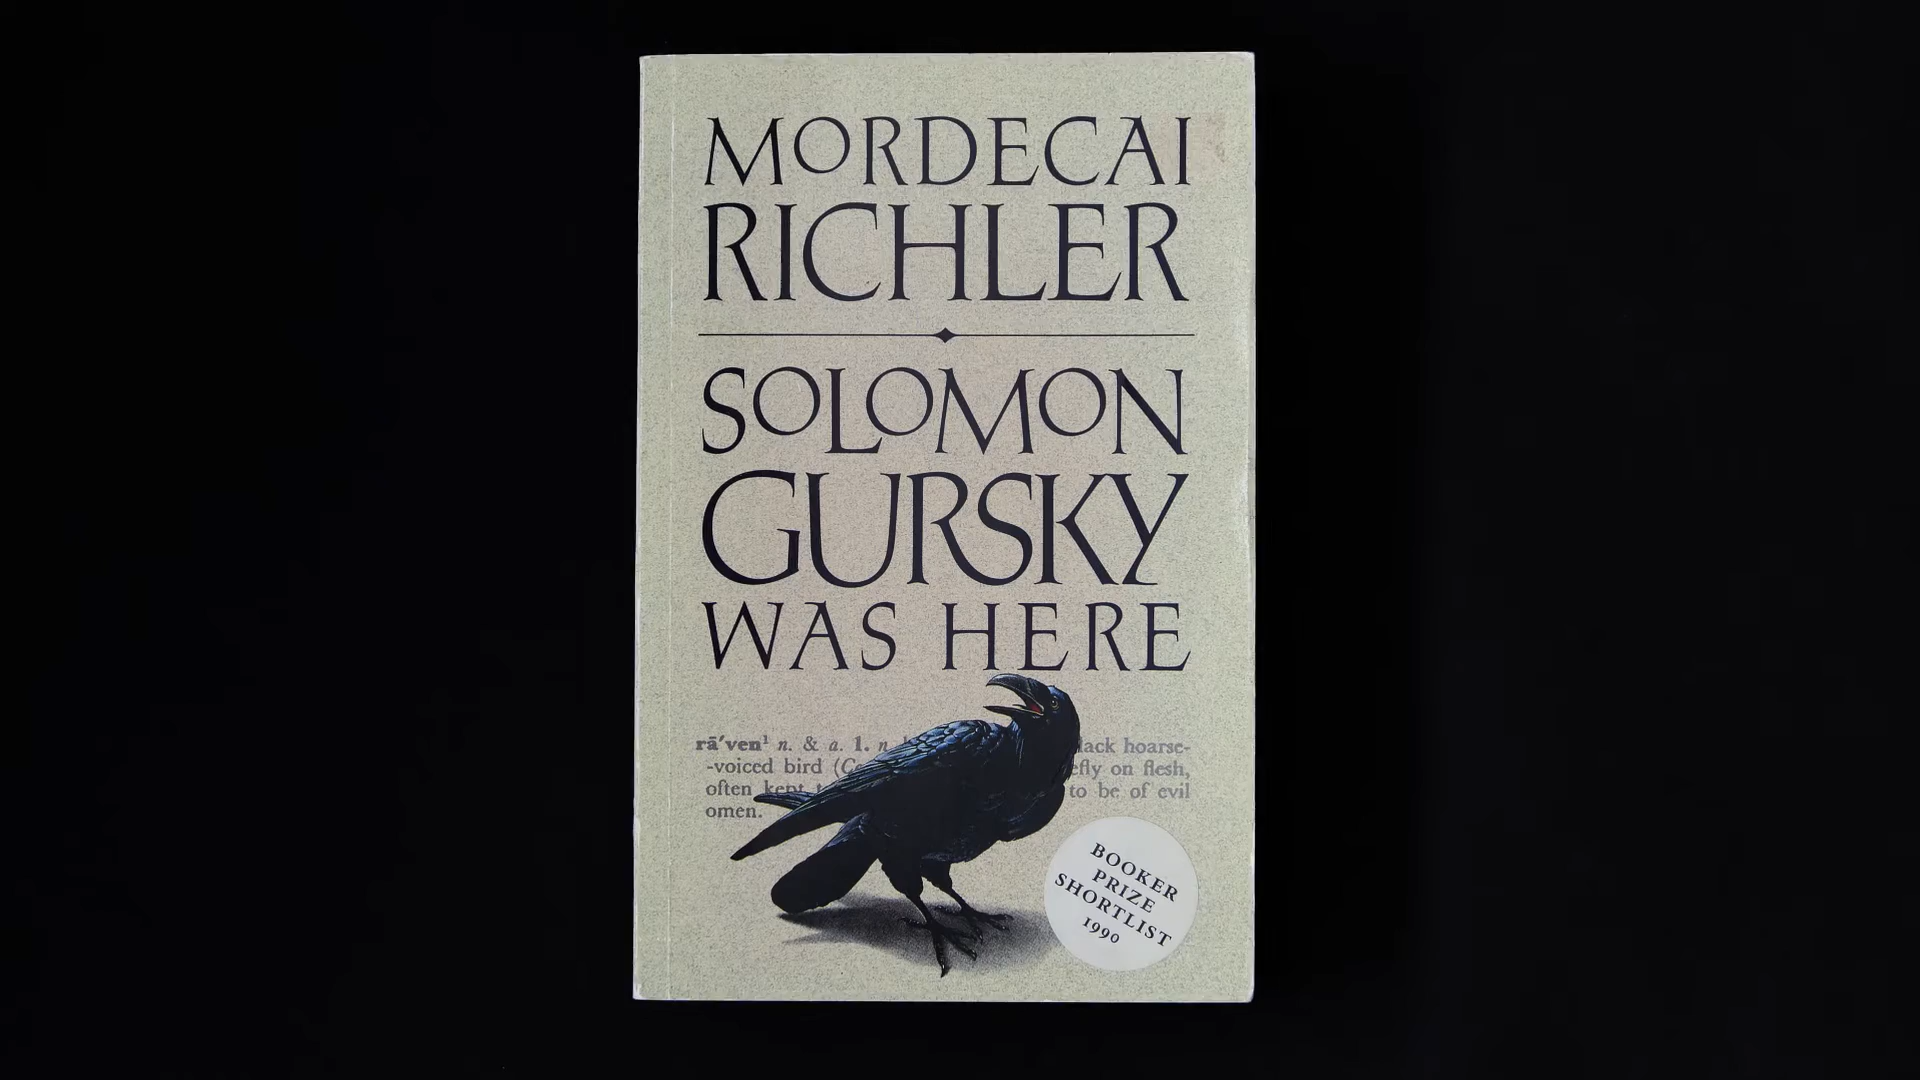 MORDECAI
RICHLER
SOLOMON
GURSKY
WAS HERE
rā′ven¹ n. & a. 1. n. lack hoarse-
-voiced bird (Co efly on flesh,
often kept t to be of evil
omen.
BOOKER
PRIZE
SHORTLIST
1990